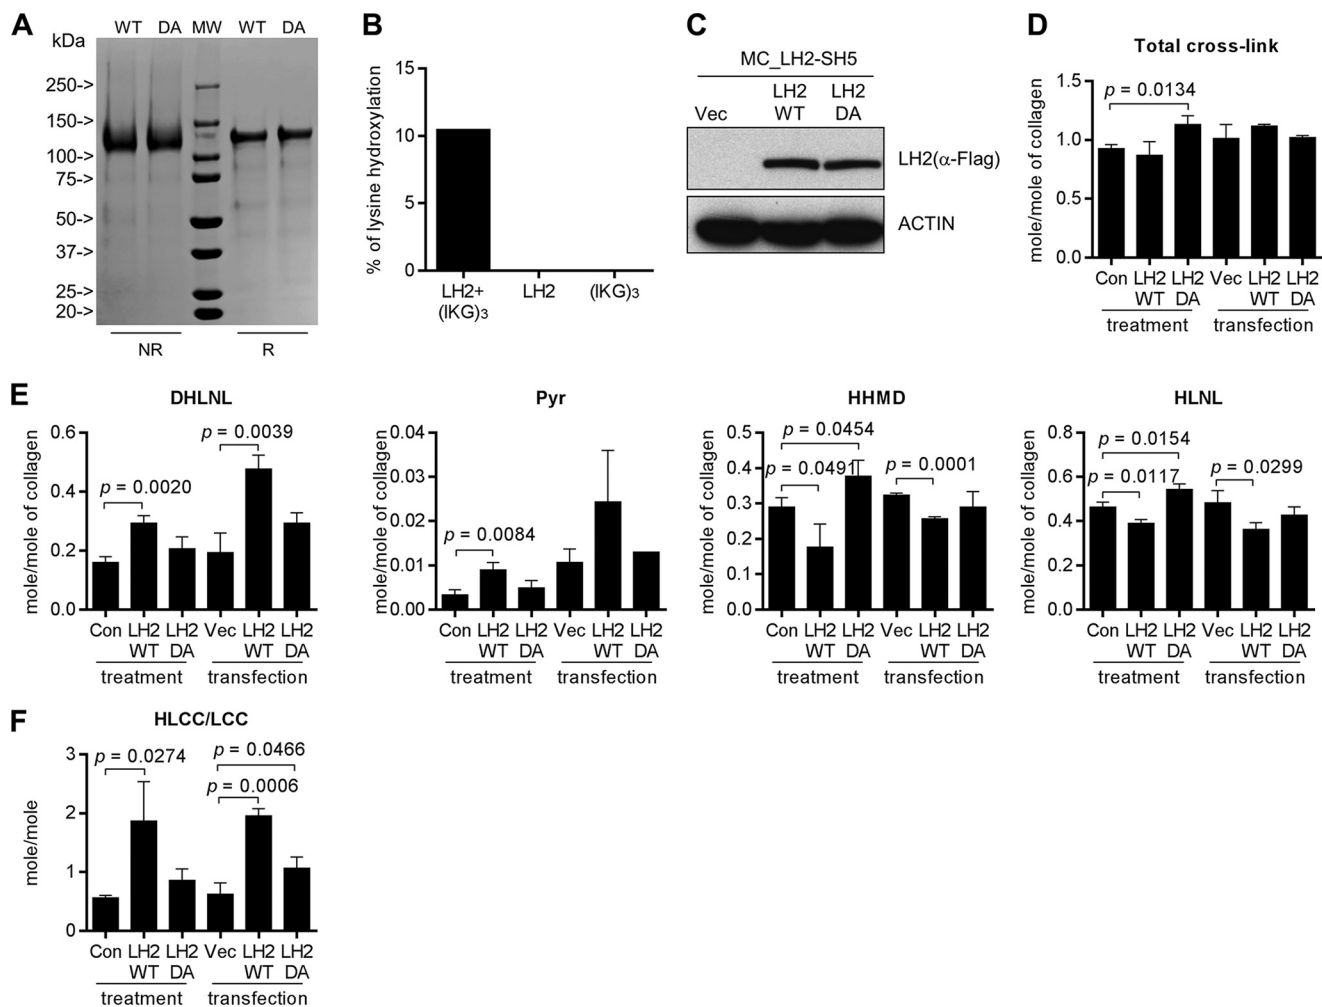 A
WT DA MW WT DA
kDa
250->
150->
100->
75->
50->
37->
25->
20->
NR R
B
% of lysine hydroxylation
15
10
5
0
LH2+ LH2 (IKG)3
(IKG)3
C
MC_LH2-SH5
LH2 LH2
Vec WT DA
LH2(α-Flag)
ACTIN
D
Total cross-link
mole/mole of collagen
1.5
1.0
0.5
0.0
p = 0.0134
Con LH2 LH2 Vec LH2 LH2
WT DA WT DA
treatment transfection
E
DHLNL
mole/mole of collagen
0.6
0.4
0.2
0.0
p = 0.0039
p = 0.0020
Con LH2 LH2 Vec LH2 LH2
WT DA WT DA
treatment transfection
Pyr
mole/mole of collagen
0.04
0.03
0.02
0.01
0.00
p = 0.0084
Con LH2 LH2 Vec LH2 LH2
WT DA WT DA
treatment transfection
HHMD
mole/mole of collagen
0.5
0.4
0.3
0.2
0.1
0.0
p = 0.0454
p = 0.0491
p = 0.0001
Con LH2 LH2 Vec LH2 LH2
WT DA WT DA
treatment transfection
HLNL
mole/mole of collagen
0.8
0.6
0.4
0.2
0.0
p = 0.0154
p = 0.0117
p = 0.0299
Con LH2 LH2 Vec LH2 LH2
WT DA WT DA
treatment transfection
F
HLCC/LCC
mole/mole
3
2
1
0
p = 0.0274
p = 0.0466
p = 0.0006
Con LH2 LH2 Vec LH2 LH2
WT DA WT DA
treatment transfection